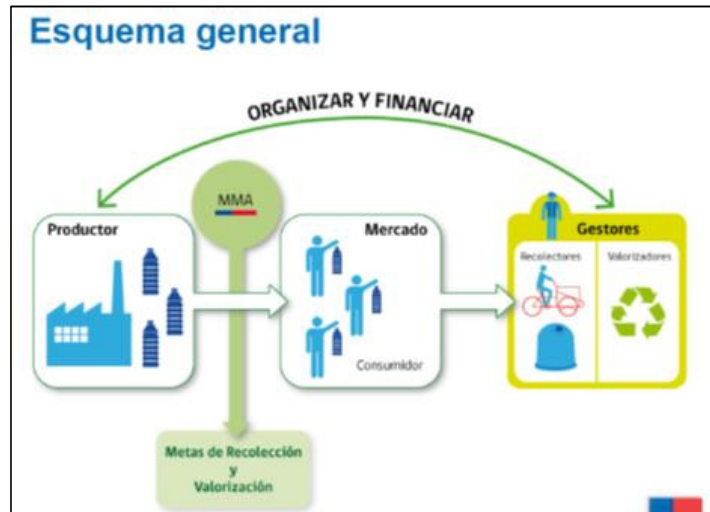 Esquema general
ORGANIZAR Y FINANCIAR
MMA
Productor
Mercado
Consumidor
Gestores
Recolectores
Valorizadores
Metas de Recolección
y
Valorización